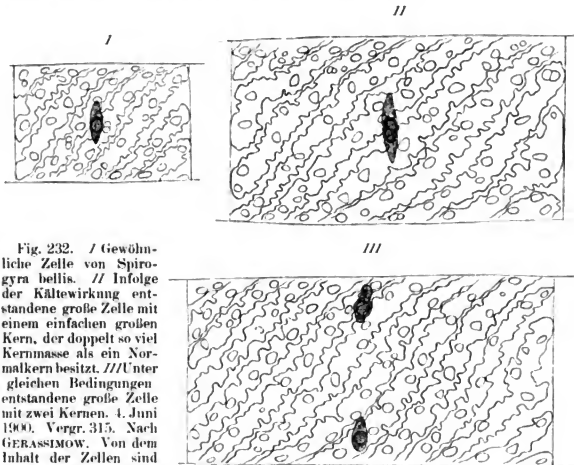 I
II
III
Fig. 232. I Gewöhn-
liche Zelle von Spiro-
gyra bellis. II Infolge
der Kältewirkung ent-
standene große Zelle mit
einem einfachen großen
Kern, der doppelt so viel
Kernmasse als ein Nor-
malkern besitzt. III Unter
gleichen Bedingungen
entstandene große Zelle
mit zwei Kernen. 4. Juni
1900. Vergr. 315. Nach
GERASSIMOW. Von dem
Inhalt der Zellen sind